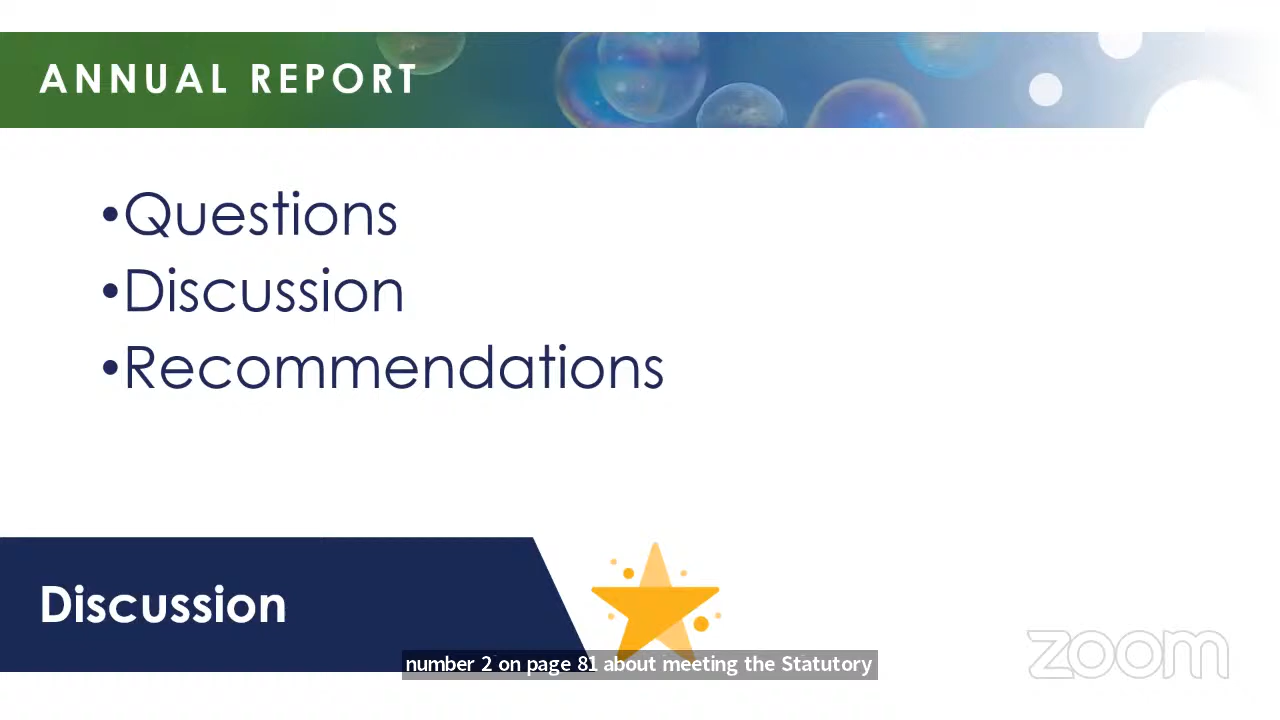 ANNUAL REPORT
•Questions
•Discussion
•Recommendations
Discussion
number 2 on page 81 about meeting the Statutory
zoom